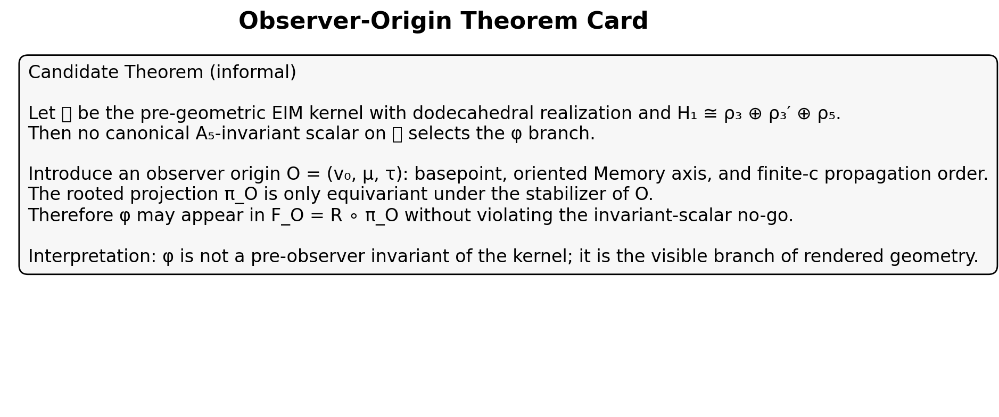 Observer-Origin Theorem Card
Candidate Theorem (informal)
Let be the pre-geometric EIM kernel with dodecahedral realization and H₁ ≅ ρ₃ ⊕ ρ₃′ ⊕ ρ₅.
Then no canonical A₅-invariant scalar on selects the φ branch.
Introduce an observer origin O = (v₀, μ, τ): basepoint, oriented Memory axis, and finite-c propagation order.
The rooted projection π_O is only equivariant under the stabilizer of O.
Therefore φ may appear in F_O = R ∘ π_O without violating the invariant-scalar no-go.
Interpretation: φ is not a pre-observer invariant of the kernel; it is the visible branch of rendered geometry.